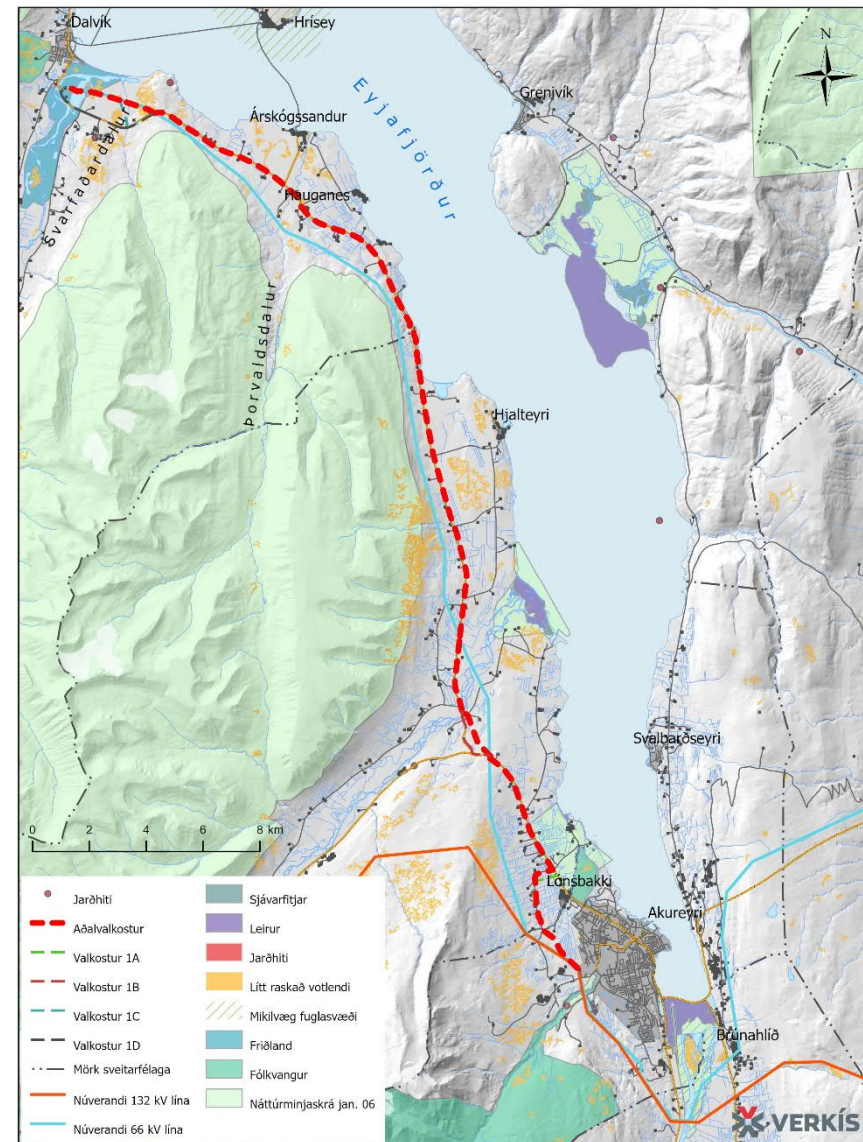 Dalvík
Hrísey
N
Grenivík
Eyjafjörður
Árskógssandur
Svarfaðardalur
Hauganes
Þorvaldsdalur
Hjalteyri
Svalbarðseyri
0 2 4 6 8 km
Lónsbakki
Akureyri
Brúnahlíð
Jarðhiti
Aðalvalkostur
Valkostur 1A
Valkostur 1B
Valkostur 1C
Valkostur 1D
Mörk sveitarfélaga
Núverandi 132 kV lína
Núverandi 66 kV lína
Sjávarfitjar
Leirur
Jarðhiti
Lítt raskað votlendi
Mikilvæg fuglasvæði
Friðland
Fólkvangur
Náttúrminjaskrá jan. 06
VERKÍS